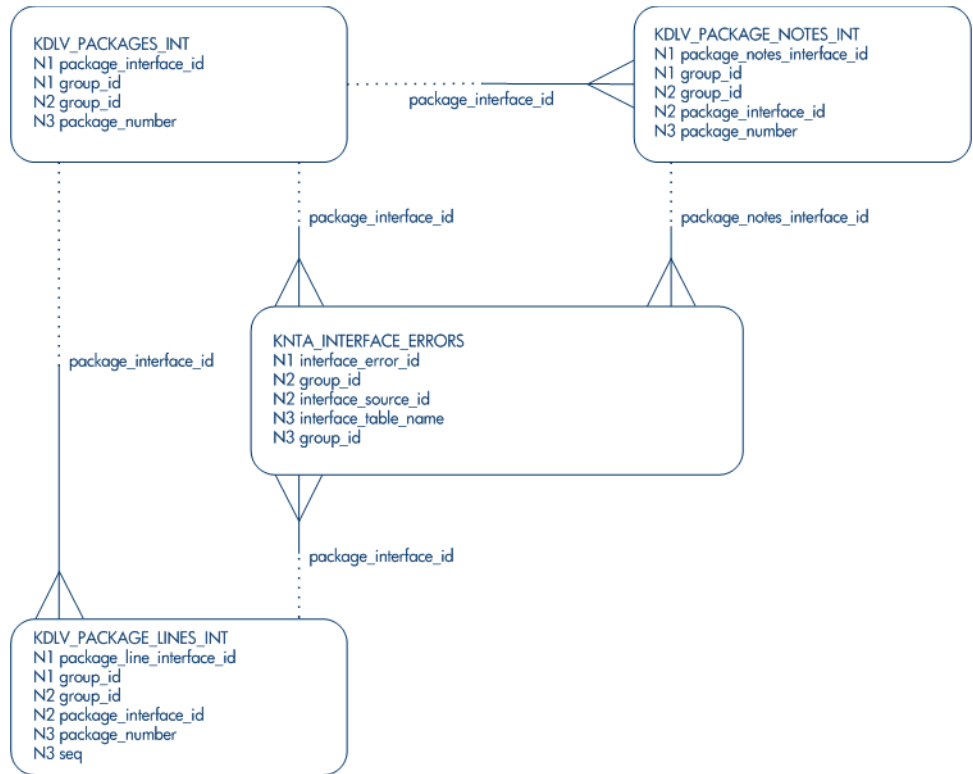 KDLV_PACKAGES_INT
N1 package_interface_id
N1 group_id
N2 group_id
N3 package_number
package_interface_id
KDLV_PACKAGE_NOTES_INT
N1 package_notes_interface_id
N1 group_id
N2 group_id
N2 package_interface_id
N3 package_number
package_interface_id
package_notes_interface_id
KNTA_INTERFACE_ERRORS
N1 interface_error_id
N2 group_id
N2 interface_source_id
N3 interface_table_name
N3 group_id
package_interface_id
package_interface_id
KDLV_PACKAGE_LINES_INT
N1 package_line_interface_id
N1 group_id
N2 group_id
N2 package_interface_id
N3 package_number
N3 seq